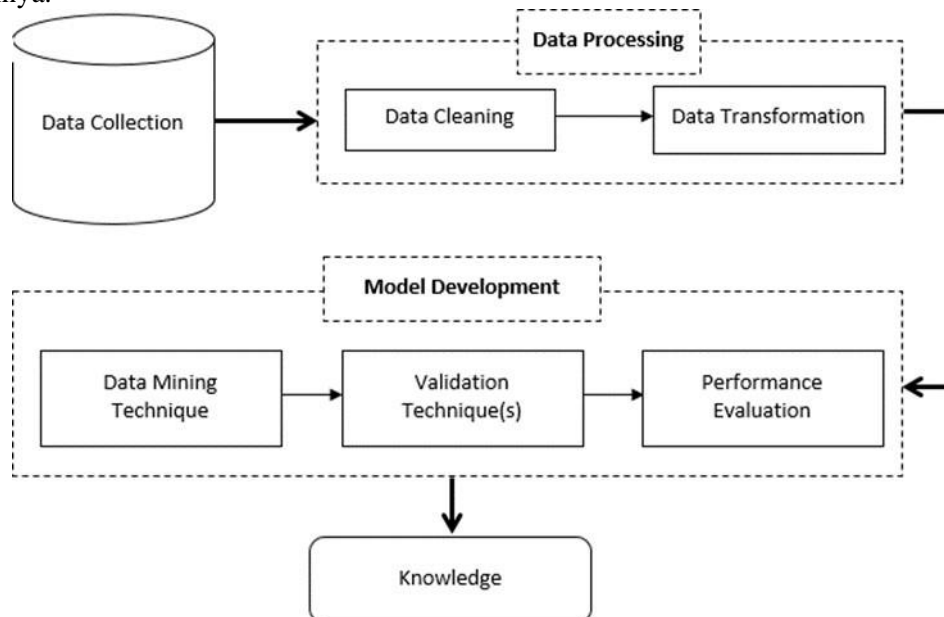 Data Processing
Data Collection
Data Cleaning
Data Transformation
Model Development
Data Mining
Technique
Validation
Technique(s)
Performance
Evaluation
Knowledge